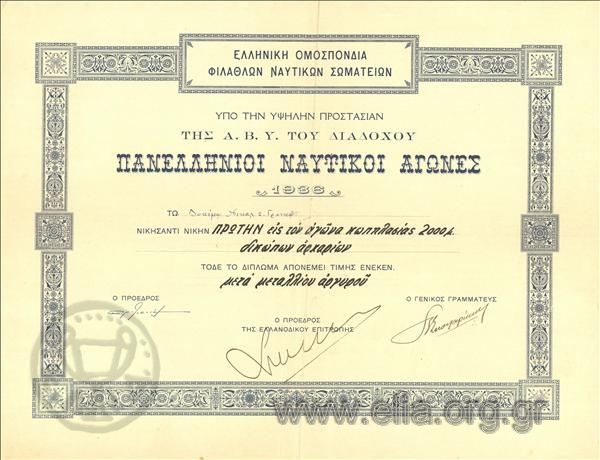 ΕΛΛΗΝΙΚΗ ΟΜΟΣΠΟΝΔΙΑ
ΦΙΛΑΘΛΩΝ ΝΑΥΤΙΚΩΝ ΣΩΜΑΤΕΙΩΝ
ΥΠΟ ΤΗΝ ΥΨΗΛΗΝ ΠΡΟΣΤΑΣΙΑΝ
ΤΗΣ Α. Β. Υ. ΤΟΥ ΔΙΑΔΟΧΟΥ
ΠΑΝΕΛΛΗΝΙΟΙ ΝΑΥΤΙΚΟΙ ΑΓΩΝΕΣ
1936
ΤΩ
ΝΙΚΗΣΑΝΤΙ ΝΙΚΗΝ ΠΡΩΤΗΝ εἰς τὸν ἀγῶνα κωπηλασίας 2000 μ.
δικώπων ἀρχαρίων
ΤΟΔΕ ΤΟ ΔΙΠΛΩΜΑ ΑΠΟΝΕΜΕΙ ΤΙΜΗΣ ΕΝΕΚΕΝ.
μετὰ μεταλλίου ἀργυροῦ
Ο ΠΡΟΕΔΡΟΣ
Ο ΓΕΝΙΚΟΣ ΓΡΑΜΜΑΤΕΥΣ
Ο ΠΡΟΕΔΡΟΣ
ΤΗΣ ΕΛΛΑΝΟΔΙΚΟΥ ΕΠΙΤΡΟΠΗΣ
www.elia.org.gr